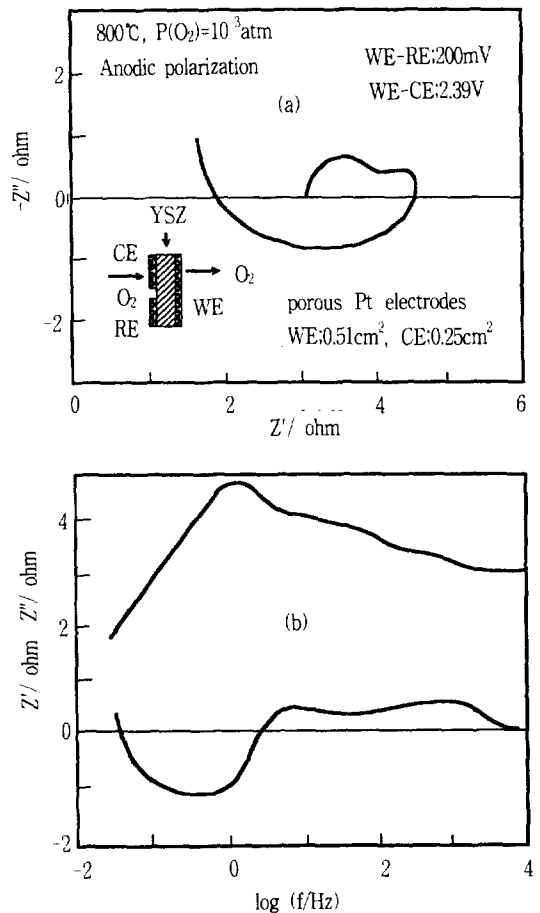 800℃, P(O₂)=10⁻³atm
Anodic polarization
WE-RE;200mV
WE-CE;2.39V
(a)
2
0
-2
-Z"/ ohm
YSZ
CE
O₂
O₂
WE
RE
porous Pt electrodes
WE;0.51cm², CE;0.25cm²
0
2
4
6
Z'/ ohm
4
2
0
-2
Z'/ ohm Z"/ ohm
(b)
-2
0
2
4
log (f/Hz)